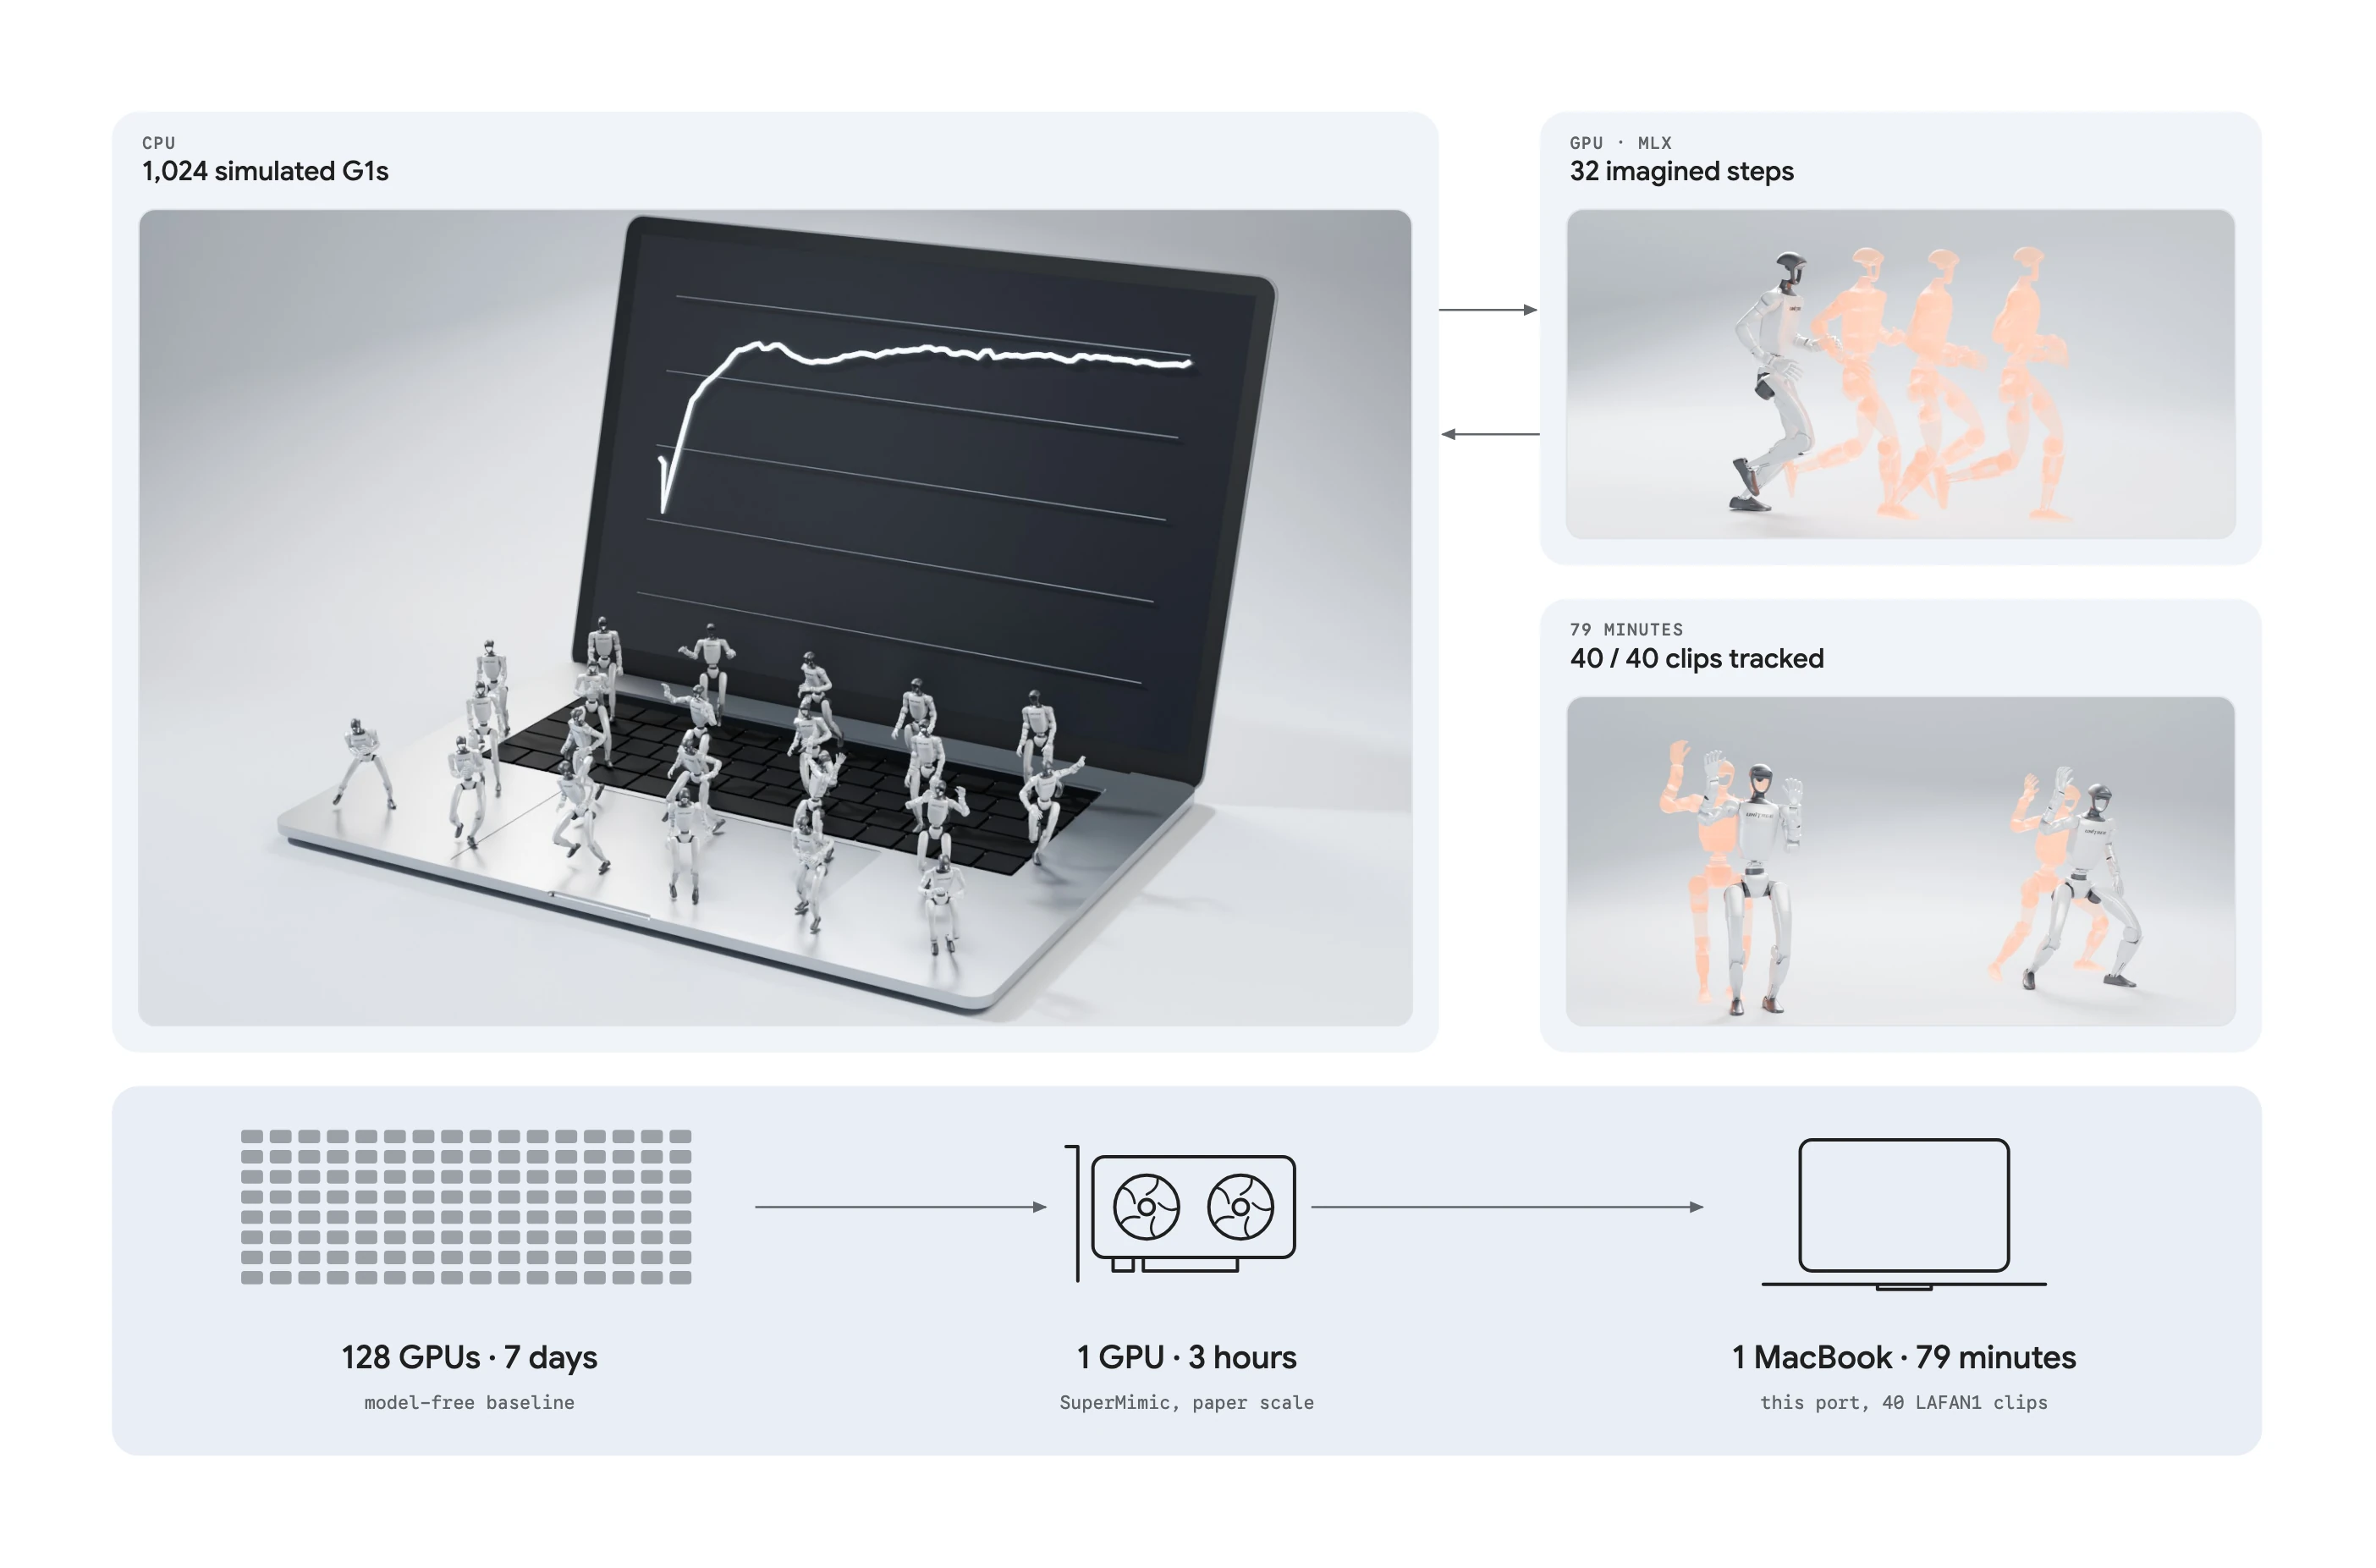 CPU
1,024 simulated G1s
GPU · MLX
32 imagined steps
79 MINUTES
40 / 40 clips tracked
128 GPUs · 7 days
model-free baseline
1 GPU · 3 hours
SuperMimic, paper scale
1 MacBook · 79 minutes
this port, 40 LAFAN1 clips